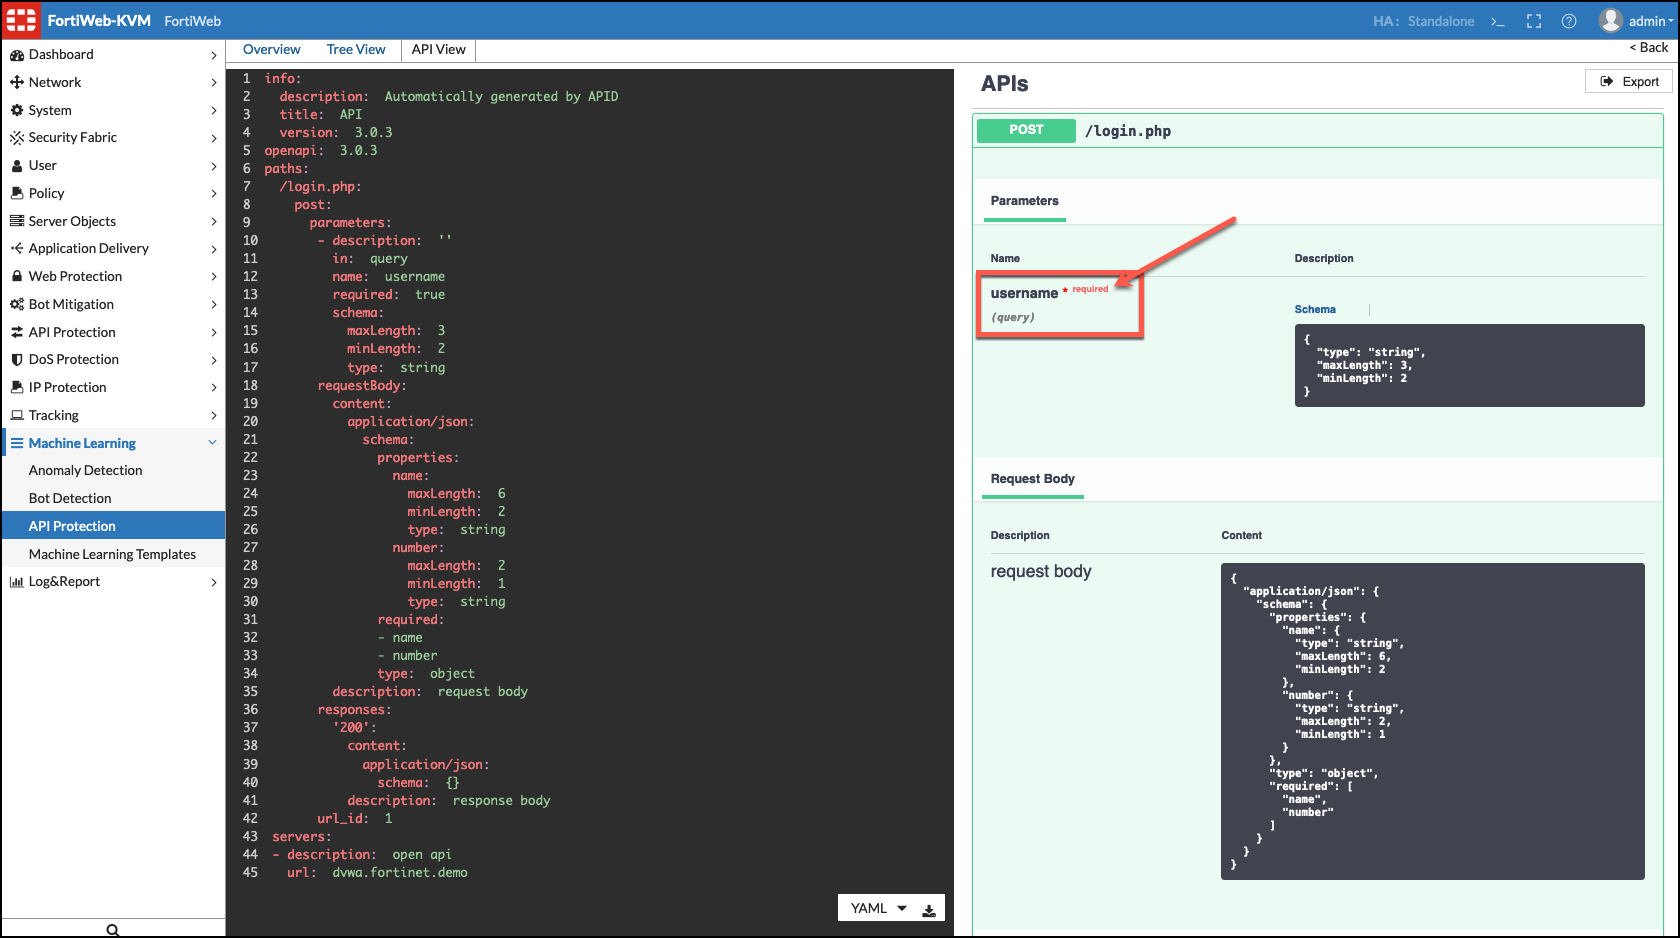 FortiWeb-KVM FortiWeb
HA: Standalone >_ admin
Dashboard
Network
System
Security Fabric
User
Policy
Server Objects
Application Delivery
Web Protection
Bot Mitigation
API Protection
DoS Protection
IP Protection
Tracking
Machine Learning
Anomaly Detection
Bot Detection
API Protection
Machine Learning Templates
Log&Report
Overview Tree View API View
< Back
1 info:
2 description: Automatically generated by APID
3 title: API
4 version: 3.0.3
5 openapi: 3.0.3
6 paths:
7 /login.php:
8 post:
9 parameters:
10 - description: ''
11 in: query
12 name: username
13 required: true
14 schema:
15 maxLength: 3
16 minLength: 2
17 type: string
18 requestBody:
19 content:
20 application/json:
21 schema:
22 properties:
23 name:
24 maxLength: 6
25 minLength: 2
26 type: string
27 number:
28 maxLength: 2
29 minLength: 1
30 type: string
31 required:
32 - name
33 - number
34 type: object
35 description: request body
36 responses:
37 '200':
38 content:
39 application/json:
40 schema: {}
41 description: response body
42 url_id: 1
43 servers:
44 - description: open api
45 url: dvwa.fortinet.demo
YAML
APIs
Export
POST /login.php
Parameters
Name Description
username * required
(query)
Schema
{
"type": "string",
"maxLength": 3,
"minLength": 2
}
Request Body
Description Content
request body
{
"application/json": {
"schema": {
"properties": {
"name": {
"type": "string",
"maxLength": 6,
"minLength": 2
},
"number": {
"type": "string",
"maxLength": 2,
"minLength": 1
}
},
"type": "object",
"required": [
"name",
"number"
]
}
}
}